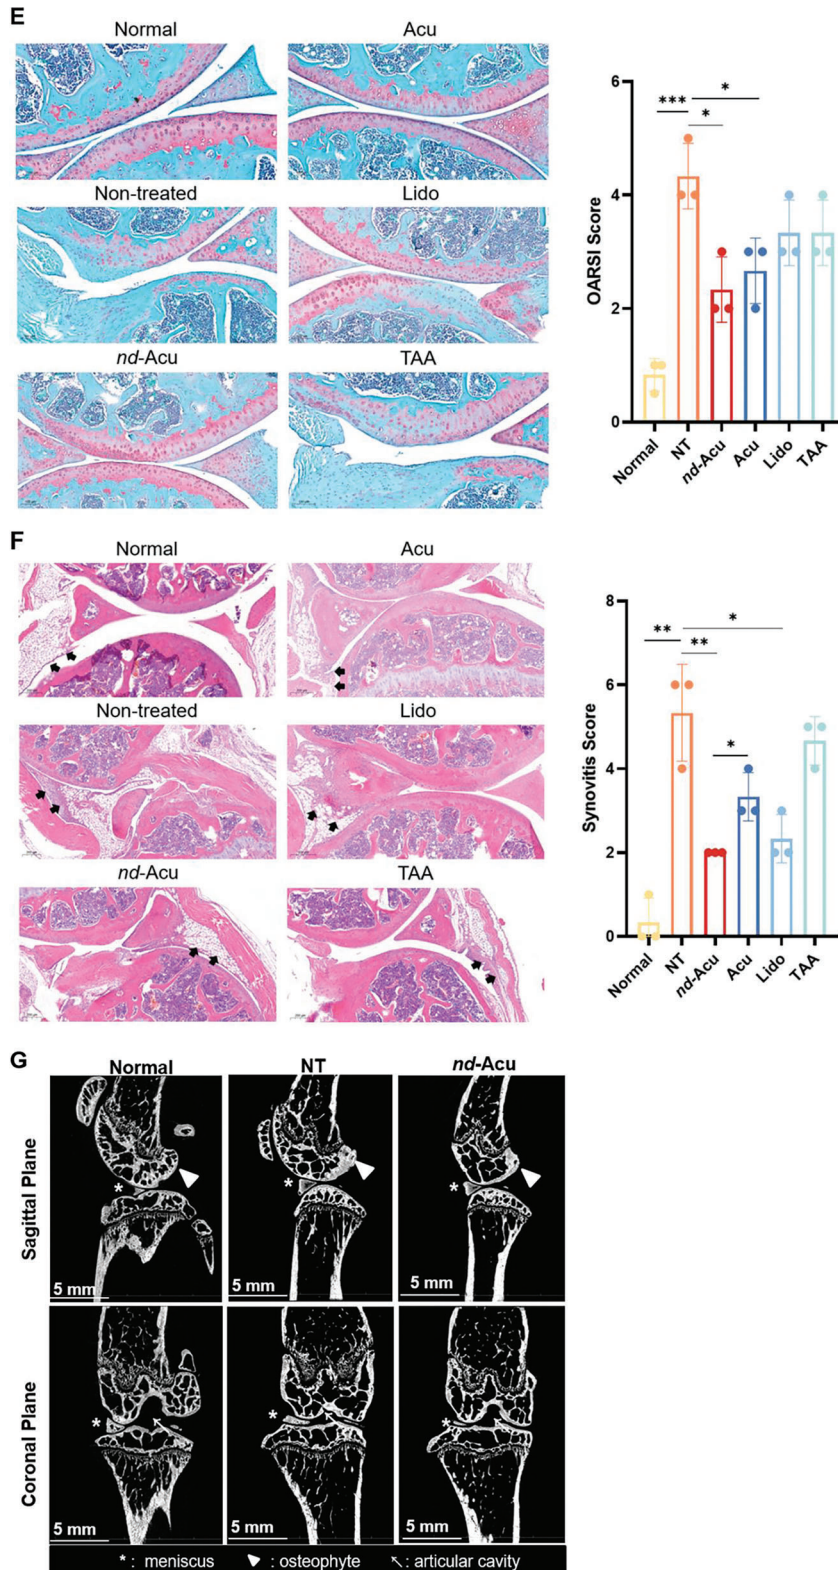 E
Normal
Acu
Non-treated
Lido
nd-Acu
TAA
OARSI Score
6
4
2
0
***
*
*
Normal
NT
nd-Acu
Acu
Lido
TAA
F
Normal
Acu
Non-treated
Lido
nd-Acu
TAA
Synovitis Score
8
6
4
2
0
**
**
*
*
Normal
NT
nd-Acu
Acu
Lido
TAA
G
Normal
NT
nd-Acu
Sagittal Plane
*
*
*
5 mm
5 mm
5 mm
Coronal Plane
*
*
*
5 mm
5 mm
5 mm
* : meniscus
: osteophyte
: articular cavity